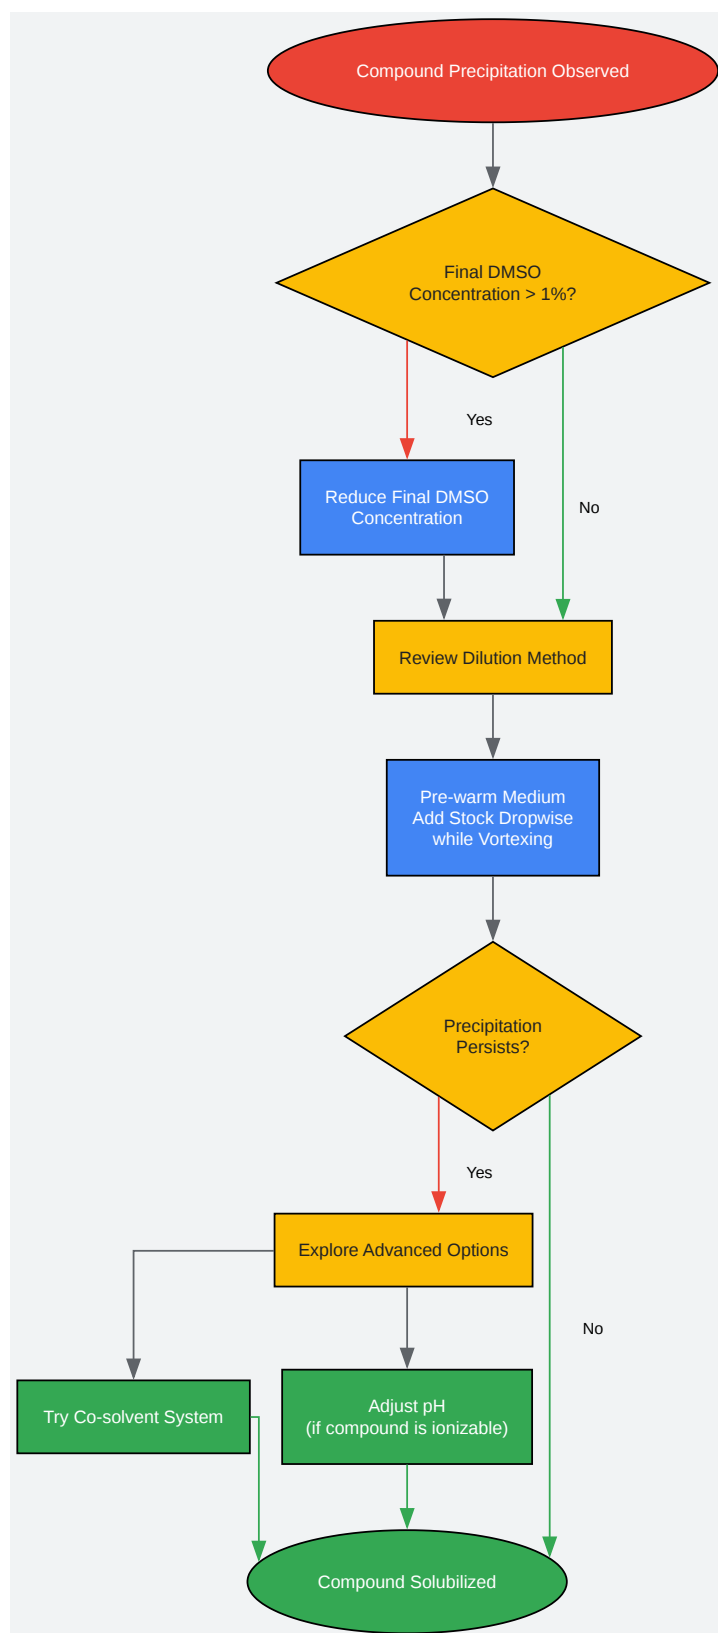 Compound Precipitation Observed
Final DMSO
Concentration > 1%?
Yes
Reduce Final DMSO
Concentration
No
Review Dilution Method
Pre-warm Medium
Add Stock Dropwise
while Vortexing
Precipitation
Persists?
Yes
Explore Advanced Options
No
Try Co-solvent System
Adjust pH
(if compound is ionizable)
Compound Solubilized